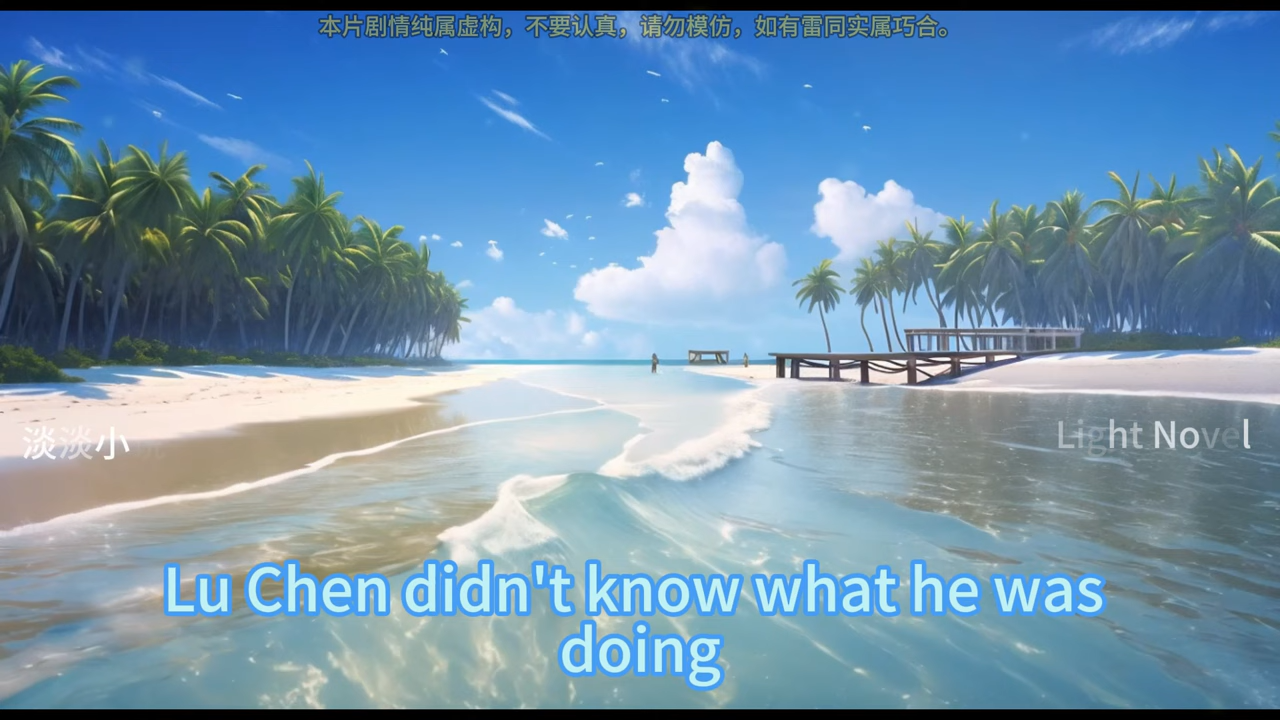 本片剧情纯属虚构，不要认真，请勿模仿，如有雷同实属巧合。
淡淡小
Light Novel
Lu Chen didn't know what he was
doing